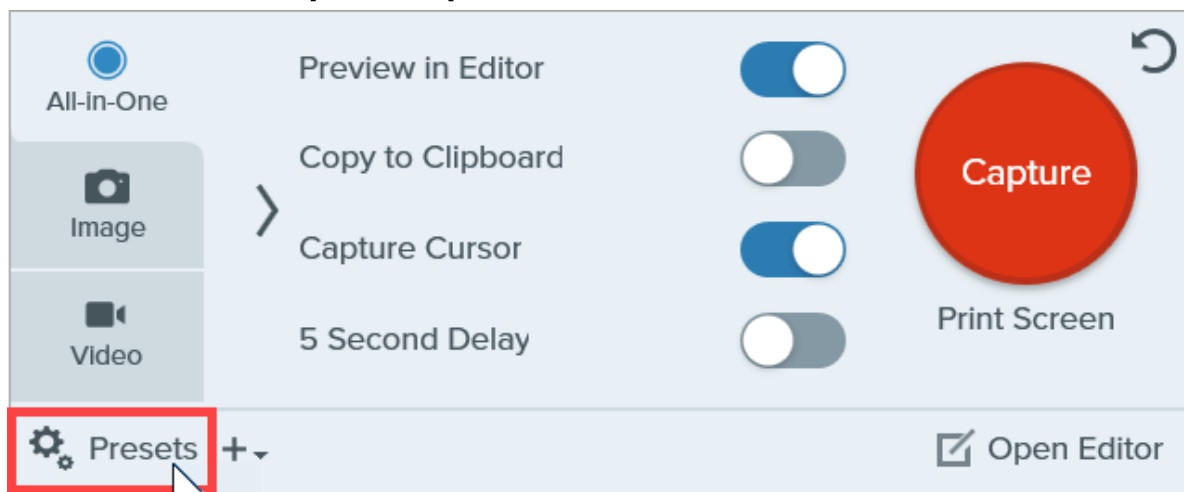 All-in-One
Image
Video
Preview in Editor
Copy to Clipboard
Capture Cursor
5 Second Delay
Capture
Print Screen
Presets
Open Editor